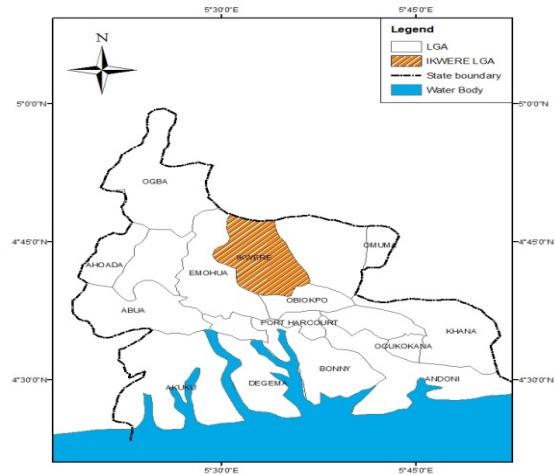 5°30'0"E 5°45'0"E
N
Legend
LGA
IKWERE LGA
State boundary
Water Body
5°0'0"N 5°0'0"N
OGBA
4°45'0"N 4°45'0"N
OMUMA
IKWERE
AHOADA
EMOHUA
OBIOKPO
ABUA
PORT HARCOURT
KHANA
OGUKOKANA
BONNY
4°30'0"N 4°30'0"N
AKUKU
DEGEMA
ANDONI
5°30'0"E 5°45'0"E